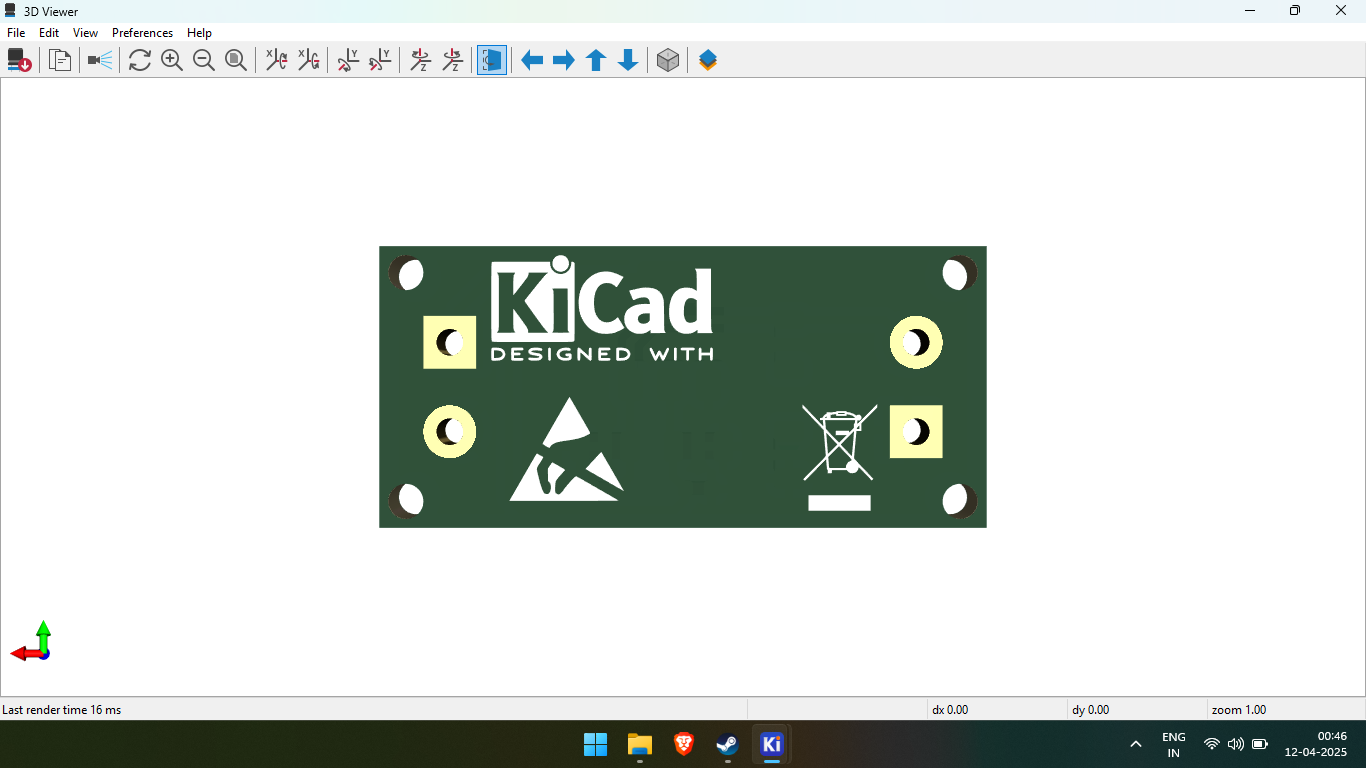 3D Viewer
File Edit View Preferences Help
X X Y Y Z Z
KiCad
DESIGNED WITH
Last render time 16 ms
dx 0.00
dy 0.00
zoom 1.00
Ki
ENG
IN
00:46
12-04-2025